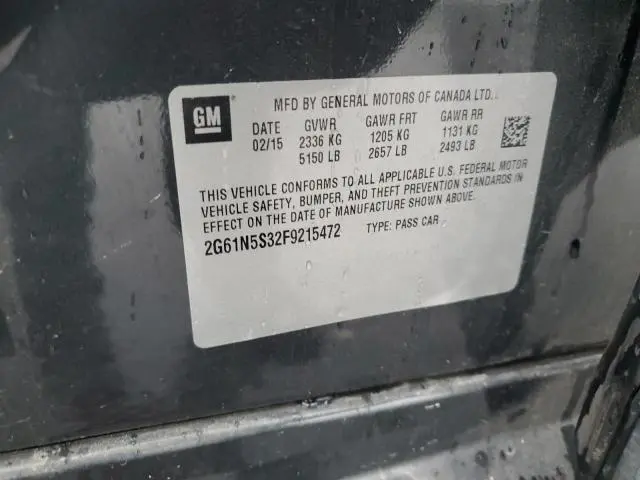 GM
MFD BY GENERAL MOTORS OF CANADA LTD.
DATE GVWR GAWR FRT GAWR RR
02/15 2336 KG 1205 KG 1131 KG
5150 LB 2657 LB 2493 LB
THIS VEHICLE CONFORMS TO ALL APPLICABLE U.S. FEDERAL MOTOR
VEHICLE SAFETY, BUMPER, AND THEFT PREVENTION STANDARDS IN
EFFECT ON THE DATE OF MANUFACTURE SHOWN ABOVE.
2G61N5S32F9215472 TYPE: PASS CAR